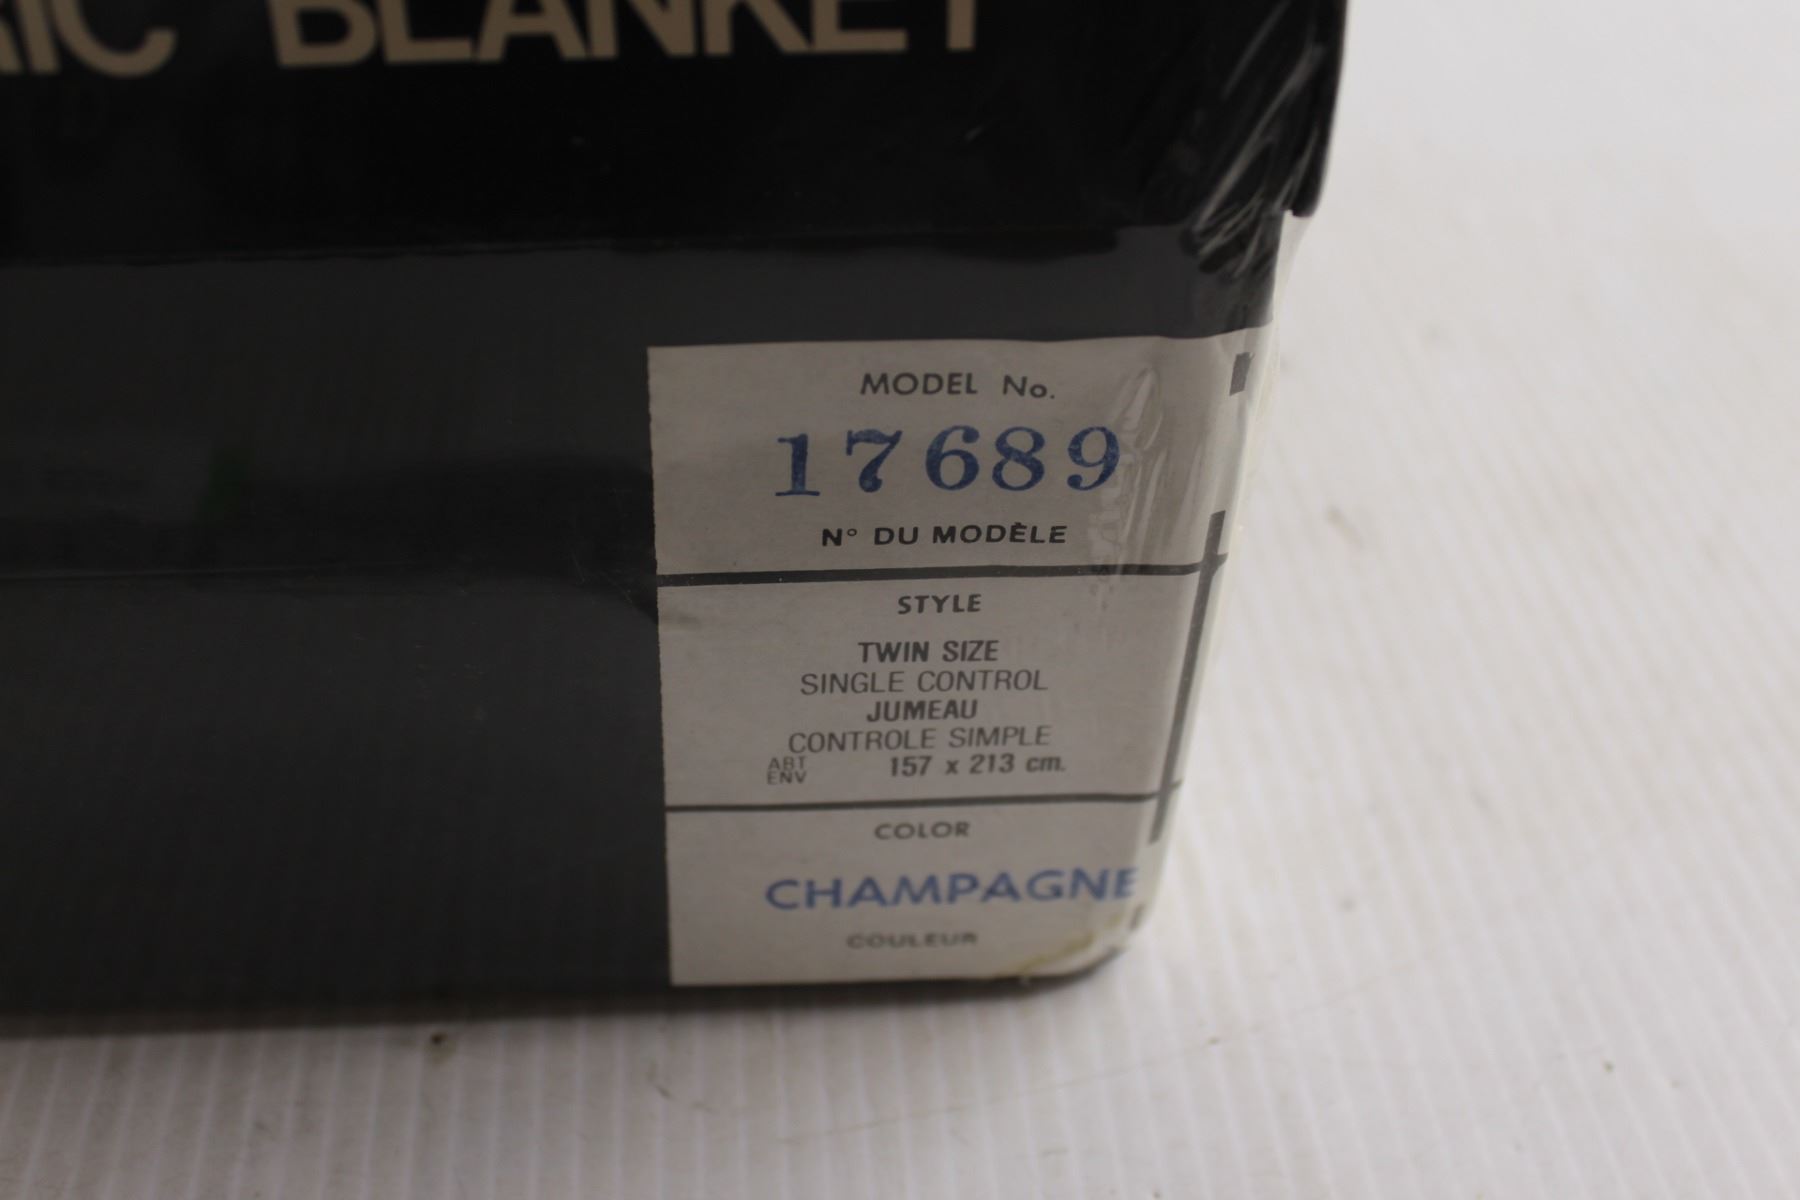 RIC BLANKET
MODEL No.
17689
N° DU MODÈLE
STYLE
TWIN SIZE
SINGLE CONTROL
JUMEAU
CONTROLE SIMPLE
ABT
ENV 157 x 213 cm.
COLOR
CHAMPAGNE
COULEUR